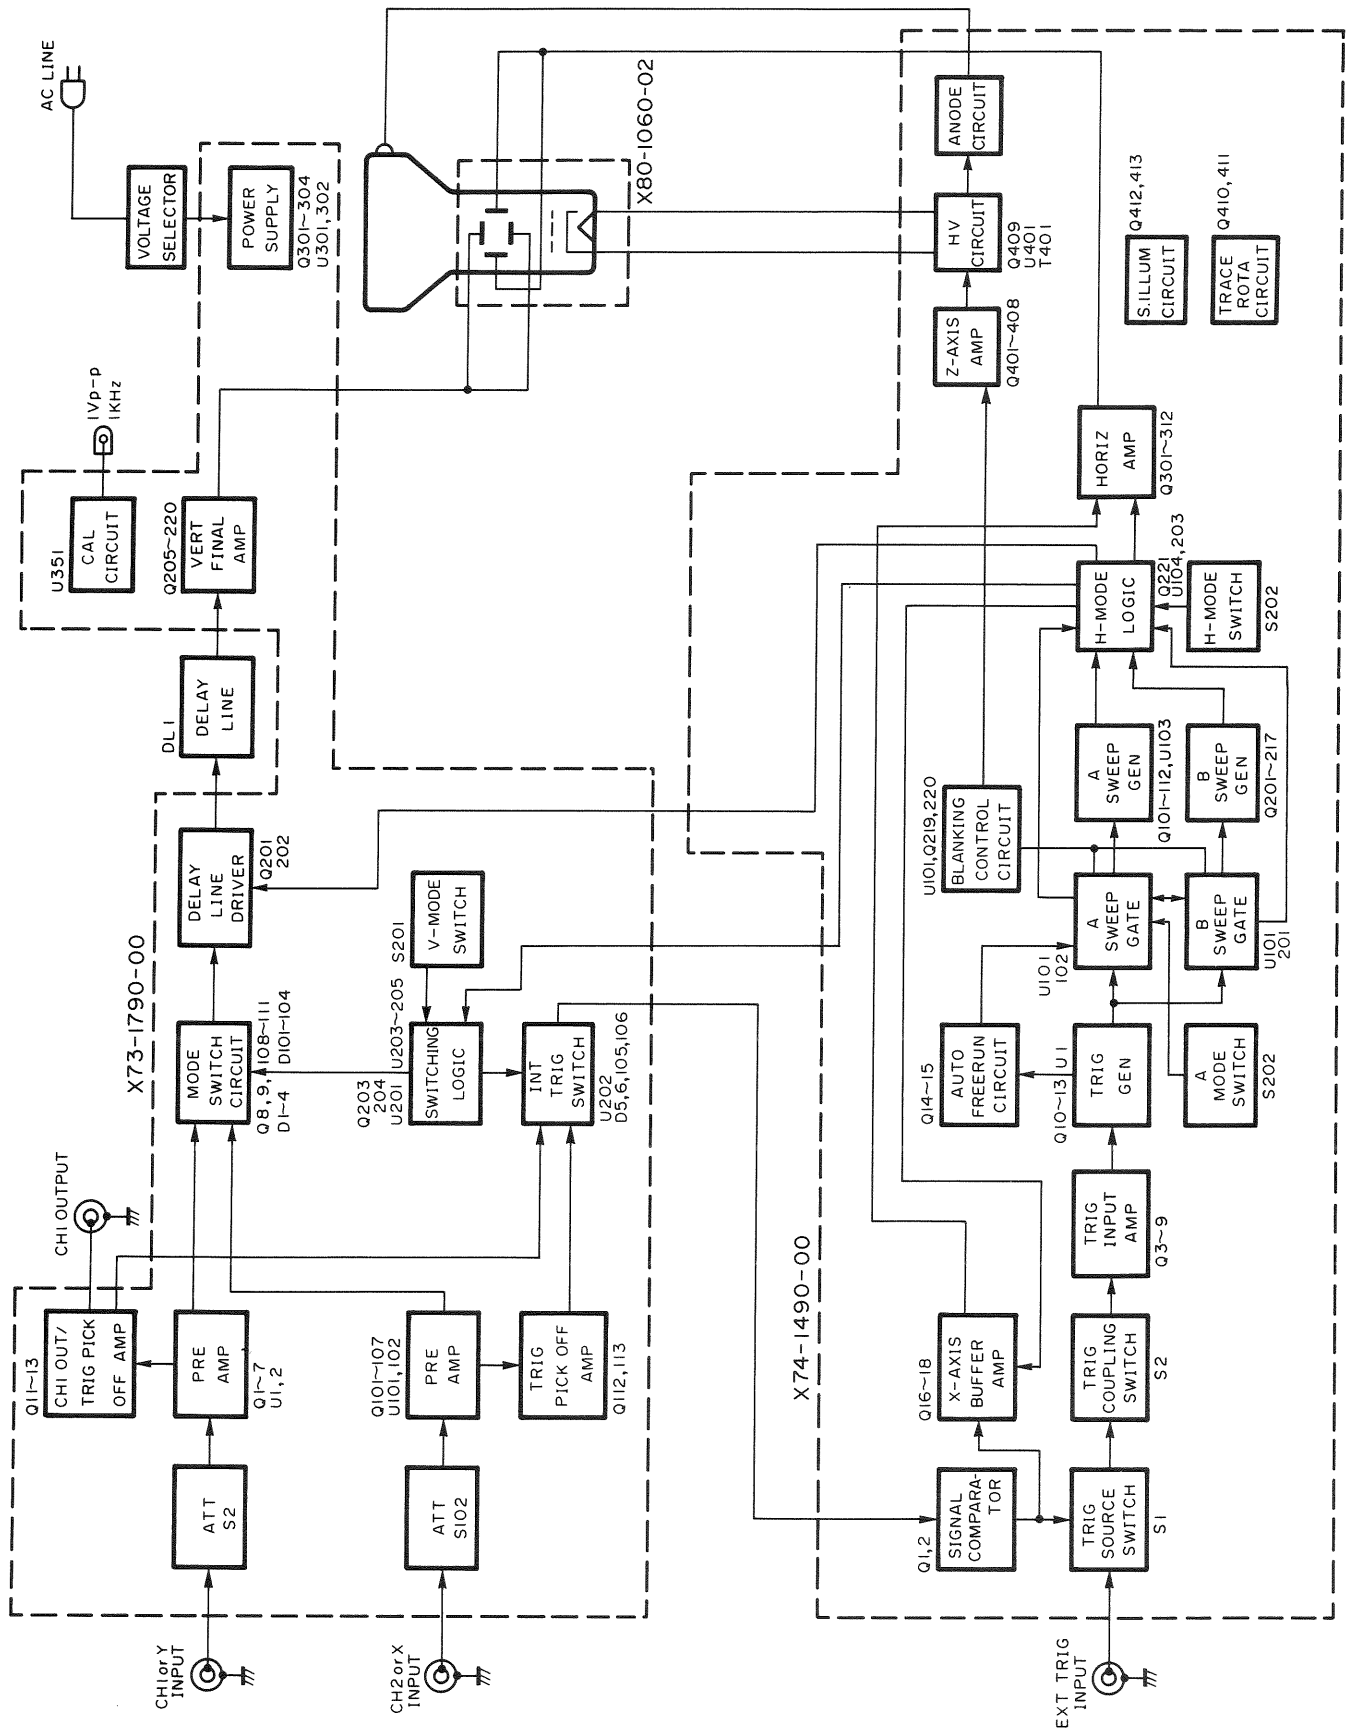 AC LINE
VOLTAGE
SELECTOR
POWER
SUPPLY
Q301~304
U301,302
1Vp-p
1KHz
U351
CAL
CIRCUIT
Q205~220
VERT
FINAL
AMP
DL1
DELAY
LINE
X73-1790-00
DELAY
LINE
DRIVER
Q201
202
MODE
SWITCH
CIRCUIT
Q8,9,108~111
D1~4 D101~104
CH1 OUTPUT
Q11~13
CH1 OUT/
TRIG PICK
OFF AMP
PRE
AMP
Q1~7
U1,2
ATT
S2
CH1 or Y
INPUT
X80-1060-02
S201
V-MODE
SWITCH
Q203
204
U201
U203~205
SWITCHING
LOGIC
INT
TRIG
SWITCH
U202
D5,6,105,106
Q101~107
U101,102
PRE
AMP
TRIG
PICK OFF
AMP
Q112,113
ATT
S102
CH2 or X
INPUT
X74-1490-00
ANODE
CIRCUIT
HV
CIRCUIT
Q409
U401
T401
Z-AXIS
AMP
Q401~408
Q412,413
S.ILLUM
CIRCUIT
Q410,411
TRACE
ROTA
CIRCUIT
HORIZ
AMP
Q301~312
H-MODE
LOGIC
Q221
U104,203
H-MODE
SWITCH
S202
A
SWEEP
GEN
Q101~112,U103
B
SWEEP
GEN
Q201~217
U101,Q219,220
BLANKING
CONTROL
CIRCUIT
U101
102
A
SWEEP
GATE
B
SWEEP
GATE
U101
201
Q14~15
AUTO
FREERUN
CIRCUIT
Q10~13 U1
TRIG
GEN
A
MODE
SWITCH
S202
TRIG
INPUT
AMP
Q3~9
Q16~18
X-AXIS
BUFFER
AMP
TRIG
COUPLING
SWITCH
S2
Q1,2
SIGNAL
COMPARA-
TOR
TRIG
SOURCE
SWITCH
S1
EXT TRIG
INPUT